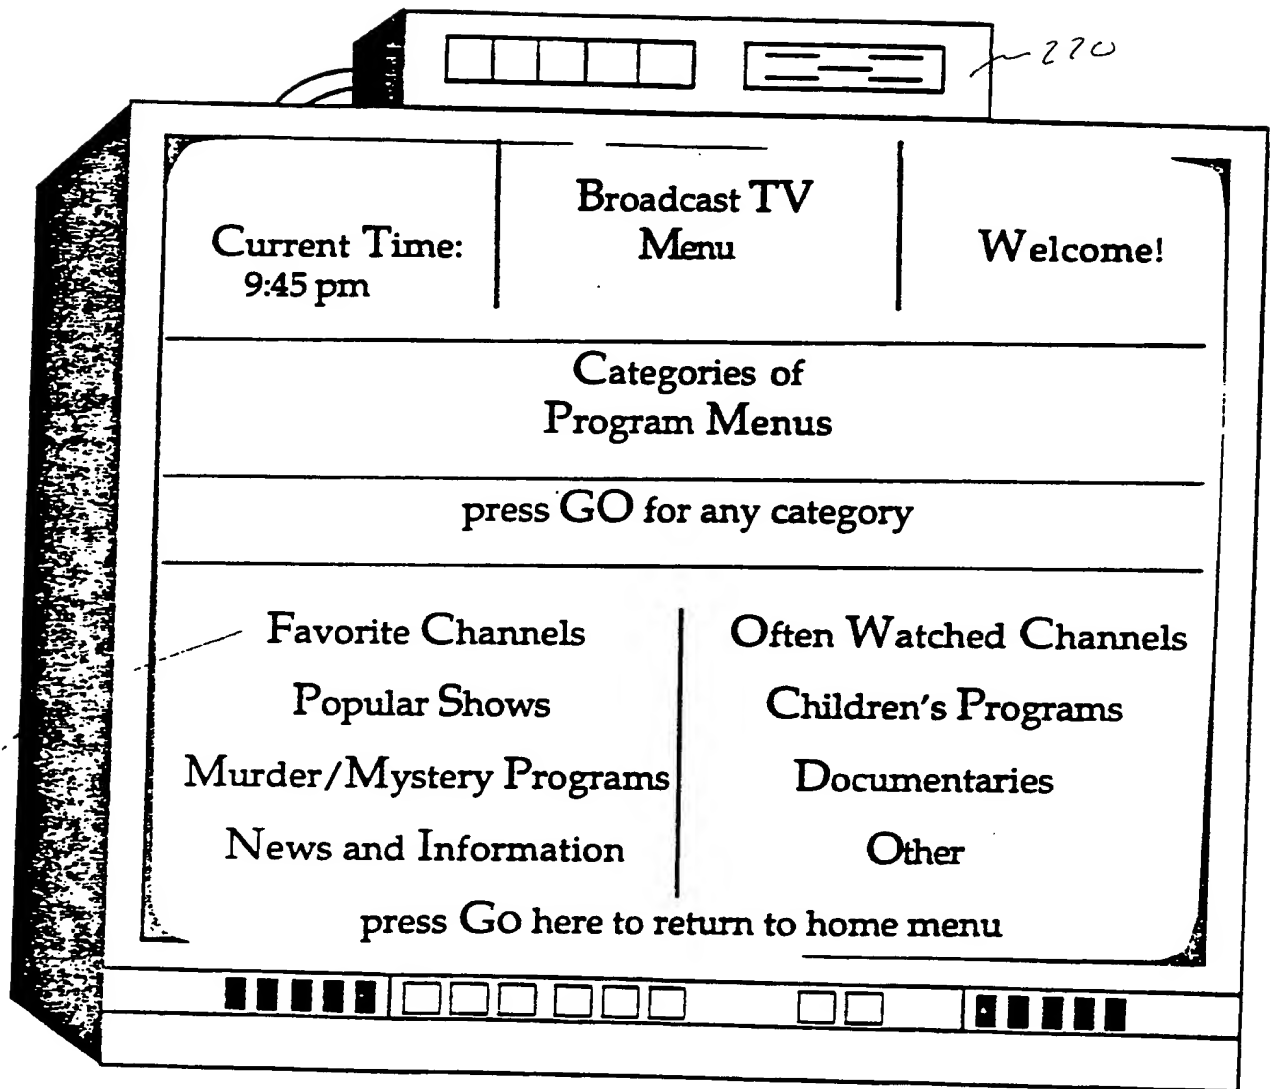 220
Broadcast TV
Menu
Current Time:
9:45 pm
Welcome!
Categories of
Program Menus
press GO for any category
Favorite Channels
Often Watched Channels
Popular Shows
Children's Programs
Murder/Mystery Programs
Documentaries
News and Information
Other
press Go here to return to home menu